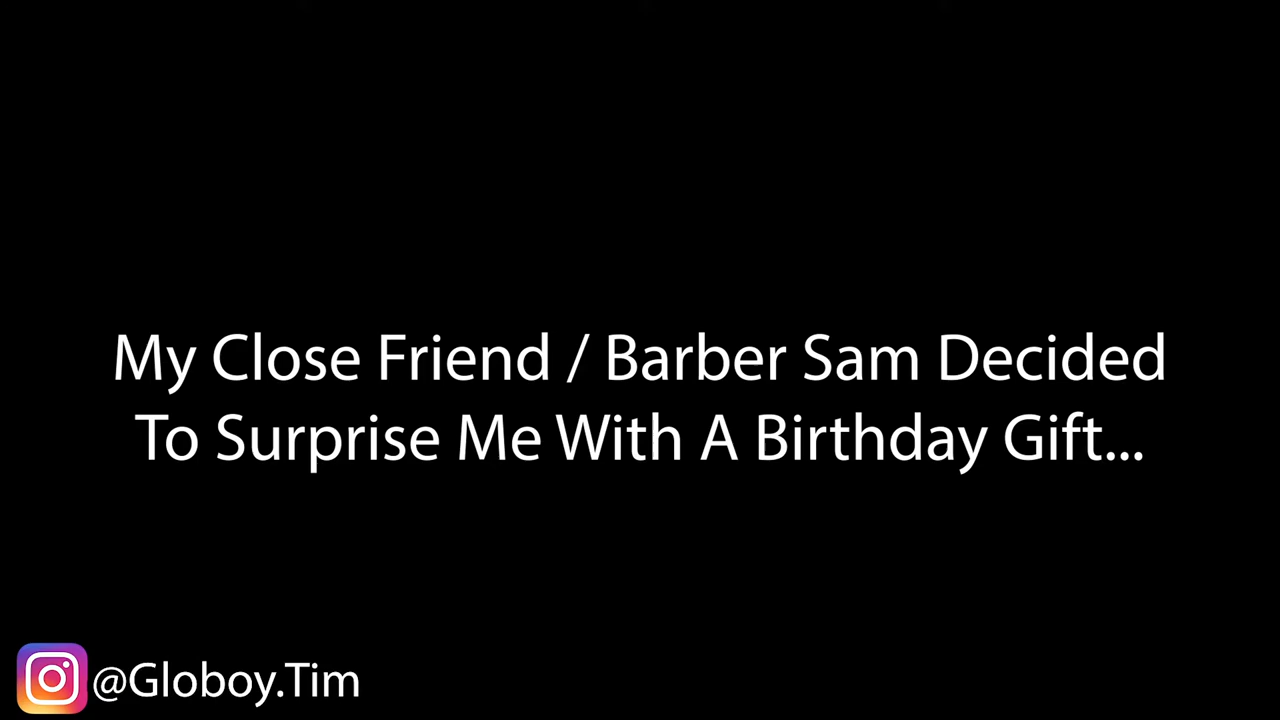 My Close Friend / Barber Sam Decided
To Surprise Me With A Birthday Gift...
@Globoy.Tim